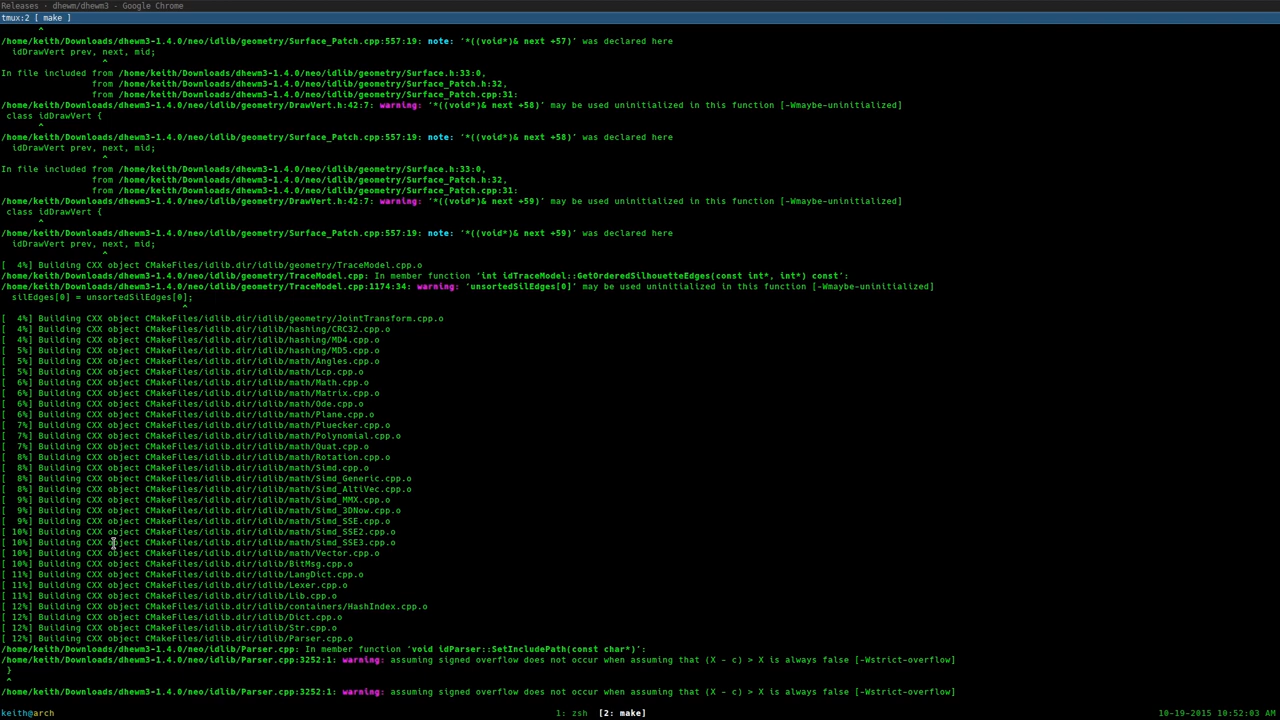 Releases · dhewm/dhewm3 - Google Chrome
tmux:2 [ make ]
^
/home/keith/Downloads/dhewm3-1.4.0/neo/idlib/geometry/Surface_Patch.cpp:557:19: note: ‘*((void*)& next +57)’ was declared here
idDrawVert prev, next, mid;
^
In file included from /home/keith/Downloads/dhewm3-1.4.0/neo/idlib/geometry/Surface.h:33:0,
from /home/keith/Downloads/dhewm3-1.4.0/neo/idlib/geometry/Surface_Patch.h:32,
from /home/keith/Downloads/dhewm3-1.4.0/neo/idlib/geometry/Surface_Patch.cpp:31:
/home/keith/Downloads/dhewm3-1.4.0/neo/idlib/geometry/DrawVert.h:42:7: warning: ‘*((void*)& next +58)’ may be used uninitialized in this function [-Wmaybe-uninitialized]
class idDrawVert {
^
/home/keith/Downloads/dhewm3-1.4.0/neo/idlib/geometry/Surface_Patch.cpp:557:19: note: ‘*((void*)& next +58)’ was declared here
idDrawVert prev, next, mid;
^
In file included from /home/keith/Downloads/dhewm3-1.4.0/neo/idlib/geometry/Surface.h:33:0,
from /home/keith/Downloads/dhewm3-1.4.0/neo/idlib/geometry/Surface_Patch.h:32,
from /home/keith/Downloads/dhewm3-1.4.0/neo/idlib/geometry/Surface_Patch.cpp:31:
/home/keith/Downloads/dhewm3-1.4.0/neo/idlib/geometry/DrawVert.h:42:7: warning: ‘*((void*)& next +59)’ may be used uninitialized in this function [-Wmaybe-uninitialized]
class idDrawVert {
^
/home/keith/Downloads/dhewm3-1.4.0/neo/idlib/geometry/Surface_Patch.cpp:557:19: note: ‘*((void*)& next +59)’ was declared here
idDrawVert prev, next, mid;
^
[  4%] Building CXX object CMakeFiles/idlib.dir/idlib/geometry/TraceModel.cpp.o
/home/keith/Downloads/dhewm3-1.4.0/neo/idlib/geometry/TraceModel.cpp: In member function ‘int idTraceModel::GetOrderedSilhouetteEdges(const int*, int*) const’:
/home/keith/Downloads/dhewm3-1.4.0/neo/idlib/geometry/TraceModel.cpp:1174:34: warning: ‘unsortedSilEdges[0]’ may be used uninitialized in this function [-Wmaybe-uninitialized]
silEdges[0] = unsortedSilEdges[0];
^
[  4%] Building CXX object CMakeFiles/idlib.dir/idlib/geometry/JointTransform.cpp.o
[  4%] Building CXX object CMakeFiles/idlib.dir/idlib/hashing/CRC32.cpp.o
[  4%] Building CXX object CMakeFiles/idlib.dir/idlib/hashing/MD4.cpp.o
[  5%] Building CXX object CMakeFiles/idlib.dir/idlib/hashing/MD5.cpp.o
[  5%] Building CXX object CMakeFiles/idlib.dir/idlib/math/Angles.cpp.o
[  5%] Building CXX object CMakeFiles/idlib.dir/idlib/math/Lcp.cpp.o
[  6%] Building CXX object CMakeFiles/idlib.dir/idlib/math/Math.cpp.o
[  6%] Building CXX object CMakeFiles/idlib.dir/idlib/math/Matrix.cpp.o
[  6%] Building CXX object CMakeFiles/idlib.dir/idlib/math/Ode.cpp.o
[  6%] Building CXX object CMakeFiles/idlib.dir/idlib/math/Plane.cpp.o
[  7%] Building CXX object CMakeFiles/idlib.dir/idlib/math/Pluecker.cpp.o
[  7%] Building CXX object CMakeFiles/idlib.dir/idlib/math/Polynomial.cpp.o
[  7%] Building CXX object CMakeFiles/idlib.dir/idlib/math/Quat.cpp.o
[  8%] Building CXX object CMakeFiles/idlib.dir/idlib/math/Rotation.cpp.o
[  8%] Building CXX object CMakeFiles/idlib.dir/idlib/math/Simd.cpp.o
[  8%] Building CXX object CMakeFiles/idlib.dir/idlib/math/Simd_Generic.cpp.o
[  8%] Building CXX object CMakeFiles/idlib.dir/idlib/math/Simd_AltiVec.cpp.o
[  9%] Building CXX object CMakeFiles/idlib.dir/idlib/math/Simd_MMX.cpp.o
[  9%] Building CXX object CMakeFiles/idlib.dir/idlib/math/Simd_3DNow.cpp.o
[  9%] Building CXX object CMakeFiles/idlib.dir/idlib/math/Simd_SSE.cpp.o
[ 10%] Building CXX object CMakeFiles/idlib.dir/idlib/math/Simd_SSE2.cpp.o
[ 10%] Building CXX object CMakeFiles/idlib.dir/idlib/math/Simd_SSE3.cpp.o
[ 10%] Building CXX object CMakeFiles/idlib.dir/idlib/math/Vector.cpp.o
[ 10%] Building CXX object CMakeFiles/idlib.dir/idlib/BitMsg.cpp.o
[ 11%] Building CXX object CMakeFiles/idlib.dir/idlib/LangDict.cpp.o
[ 11%] Building CXX object CMakeFiles/idlib.dir/idlib/Lexer.cpp.o
[ 11%] Building CXX object CMakeFiles/idlib.dir/idlib/Lib.cpp.o
[ 12%] Building CXX object CMakeFiles/idlib.dir/idlib/containers/HashIndex.cpp.o
[ 12%] Building CXX object CMakeFiles/idlib.dir/idlib/Dict.cpp.o
[ 12%] Building CXX object CMakeFiles/idlib.dir/idlib/Str.cpp.o
[ 12%] Building CXX object CMakeFiles/idlib.dir/idlib/Parser.cpp.o
/home/keith/Downloads/dhewm3-1.4.0/neo/idlib/Parser.cpp: In member function ‘void idParser::SetIncludePath(const char*)’:
/home/keith/Downloads/dhewm3-1.4.0/neo/idlib/Parser.cpp:3252:1: warning: assuming signed overflow does not occur when assuming that (X - c) > X is always false [-Wstrict-overflow]
}
^
/home/keith/Downloads/dhewm3-1.4.0/neo/idlib/Parser.cpp:3252:1: warning: assuming signed overflow does not occur when assuming that (X - c) > X is always false [-Wstrict-overflow]
keith@arch 1: zsh [2: make] 10-19-2015 10:52:03 AM